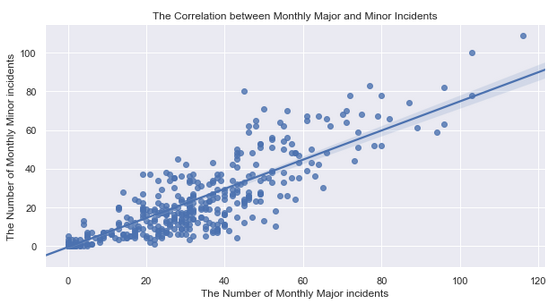 The Correlation between Monthly Major and Minor Incidents
The Number of Monthly Minor incidents
100
80
60
40
20
0
0 20 40 60 80 100 120
The Number of Monthly Major incidents